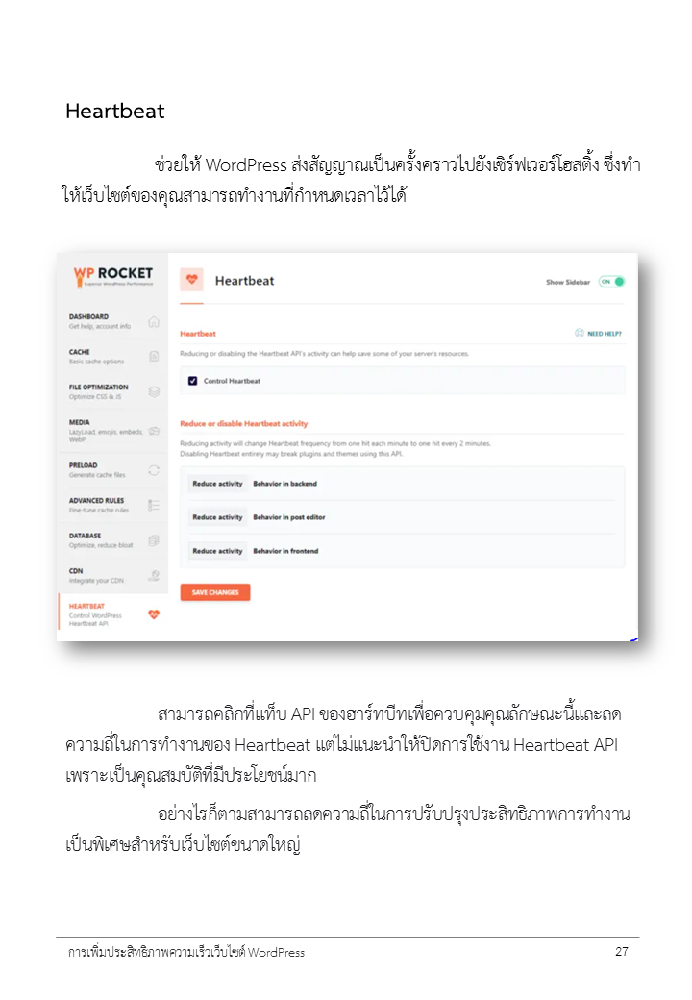 Heartbeat
ช่วยให้ WordPress ส่งสัญญาณเป็นครั้งคราวไปยังเซิร์ฟเวอร์โฮสติ้ง ซึ่งทำ
ให้เว็บไซต์ของคุณสามารถทำงานที่กำหนดเวลาไว้ได้
WP ROCKET
Superior WordPress Performance
Heartbeat
Show Sidebar ON
DASHBOARD
Get help, account info
CACHE
Basic cache options
FILE OPTIMIZATION
Optimize CSS & JS
MEDIA
LazyLoad, emojis, embeds,
WebP
PRELOAD
Generate cache files
ADVANCED RULES
Fine-tune cache rules
DATABASE
Optimize, reduce bloat
CDN
Integrate your CDN
HEARTBEAT
Control WordPress
Heartbeat API
Heartbeat
NEED HELP?
Reducing or disabling the Heartbeat API's activity can help save some of your server's resources.
Control Heartbeat
Reduce or disable Heartbeat activity
Reducing activity will change Heartbeat frequency from one hit each minute to one hit every 2 minutes.
Disabling Heartbeat entirely may break plugins and themes using this API.
Reduce activity Behavior in backend
Reduce activity Behavior in post editor
Reduce activity Behavior in frontend
SAVE CHANGES
สามารถคลิกที่แท็บ API ของฮาร์ทบีทเพื่อควบคุมคุณลักษณะนี้และลด
ความถี่ในการทำงานของ Heartbeat แต่ไม่แนะนำให้ปิดการใช้งาน Heartbeat API
เพราะเป็นคุณสมบัติที่มีประโยชน์มาก
อย่างไรก็ตามสามารถลดความถี่ในการปรับปรุงประสิทธิภาพการทำงาน
เป็นพิเศษสำหรับเว็บไซต์ขนาดใหญ่
การเพิ่มประสิทธิภาพความเร็วเว็บไซต์ WordPress 27